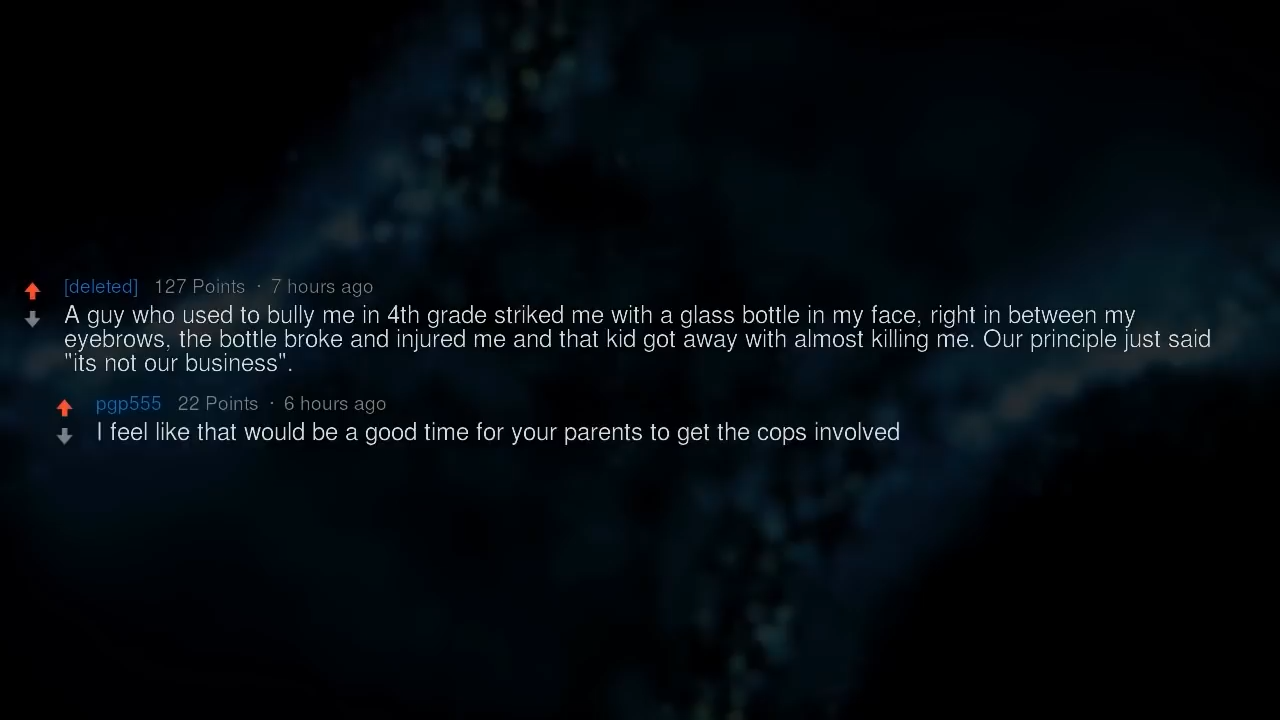 [deleted] 127 Points · 7 hours ago
A guy who used to bully me in 4th grade striked me with a glass bottle in my face, right in between my
eyebrows, the bottle broke and injured me and that kid got away with almost killing me. Our principle just said
"its not our business".
pgp555 22 Points · 6 hours ago
I feel like that would be a good time for your parents to get the cops involved